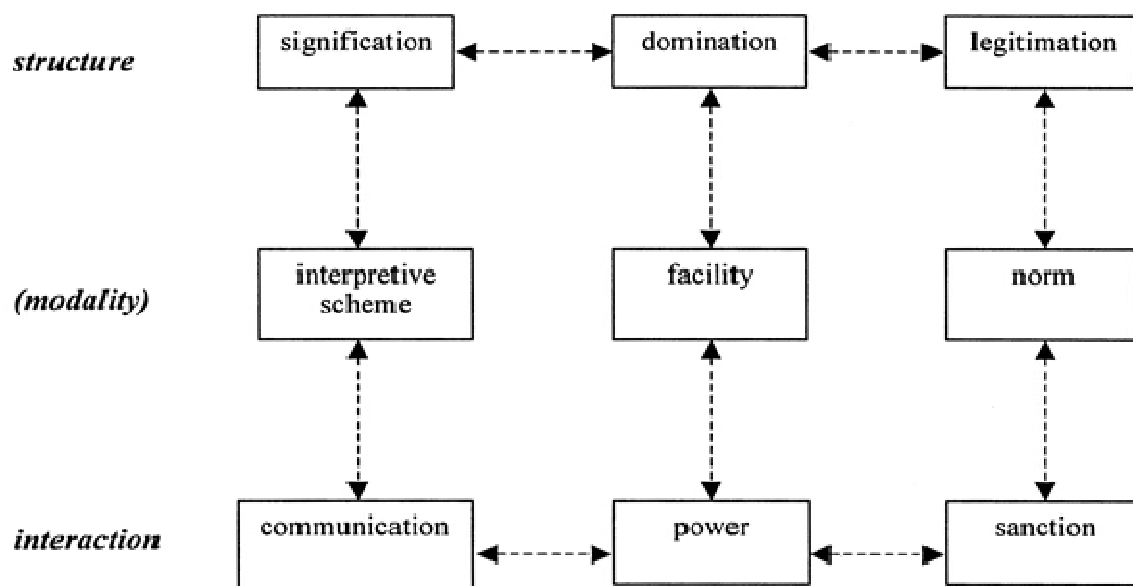 structure
signification
domination
legitimation
(modality)
interpretive
scheme
facility
norm
interaction
communication
power
sanction